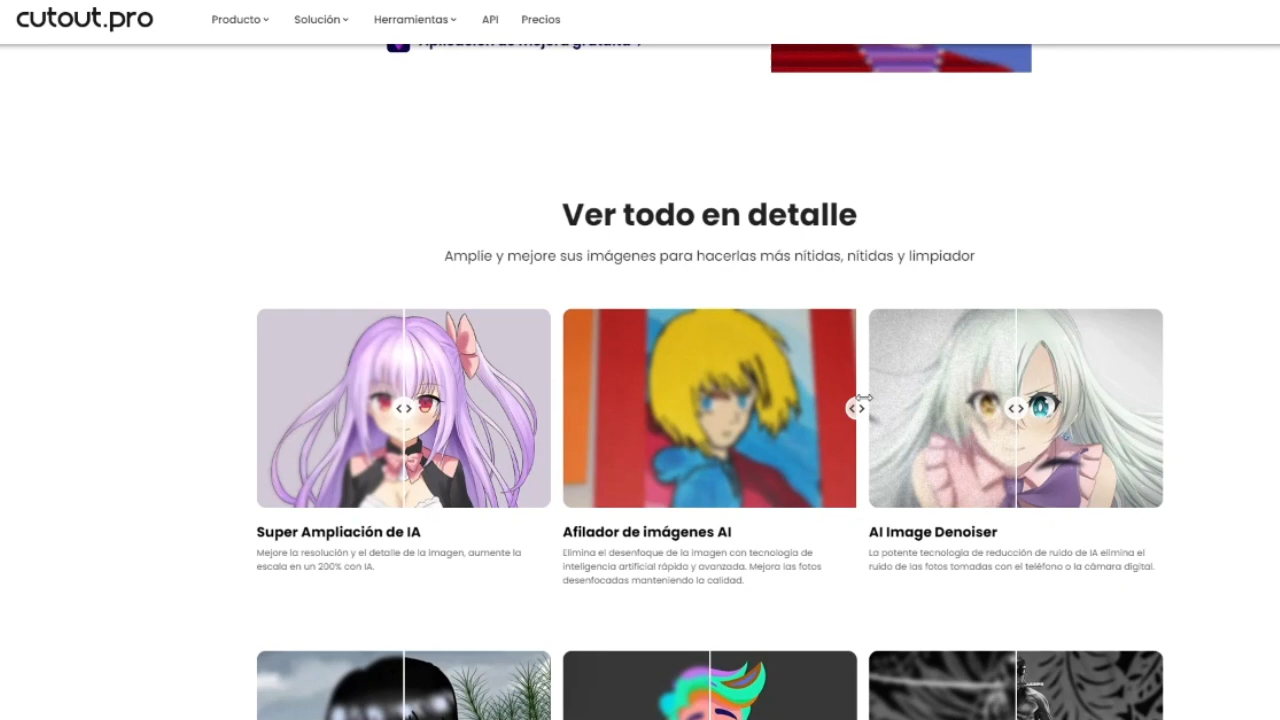 cutout.pro
Producto Solución Herramientas API Precios
Aplicación de mejora gratuita
Ver todo en detalle
Amplíe y mejore sus imágenes para hacerlas más nítidas, nítidas y limpiador
Super Ampliación de IA
Mejore la resolución y el detalle de la imagen, aumente la
escala en un 200% con IA.
Afilador de imágenes AI
Elimina el desenfoque de la imagen con tecnología de
inteligencia artificial rápida y avanzada. Mejora las fotos
desenfocadas manteniendo la calidad.
AI Image Denoiser
La potente tecnología de reducción de ruido de IA elimina el
ruido de las fotos tomadas con el teléfono o la cámara digital.